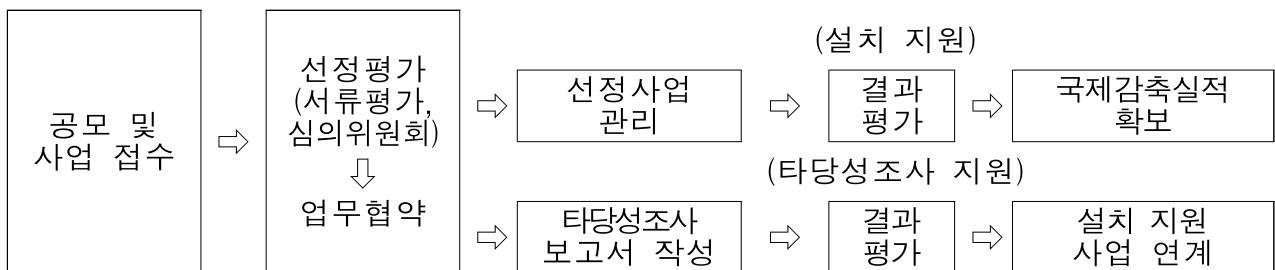 공모 및
사업 접수
선정평가
(서류평가,
심의위원회)
업무협약
(설치 지원)
선정사업
관리
결과
평가
국제감축실적
확보
(타당성조사 지원)
타당성조사
보고서 작성
결과
평가
설치 지원
사업 연계